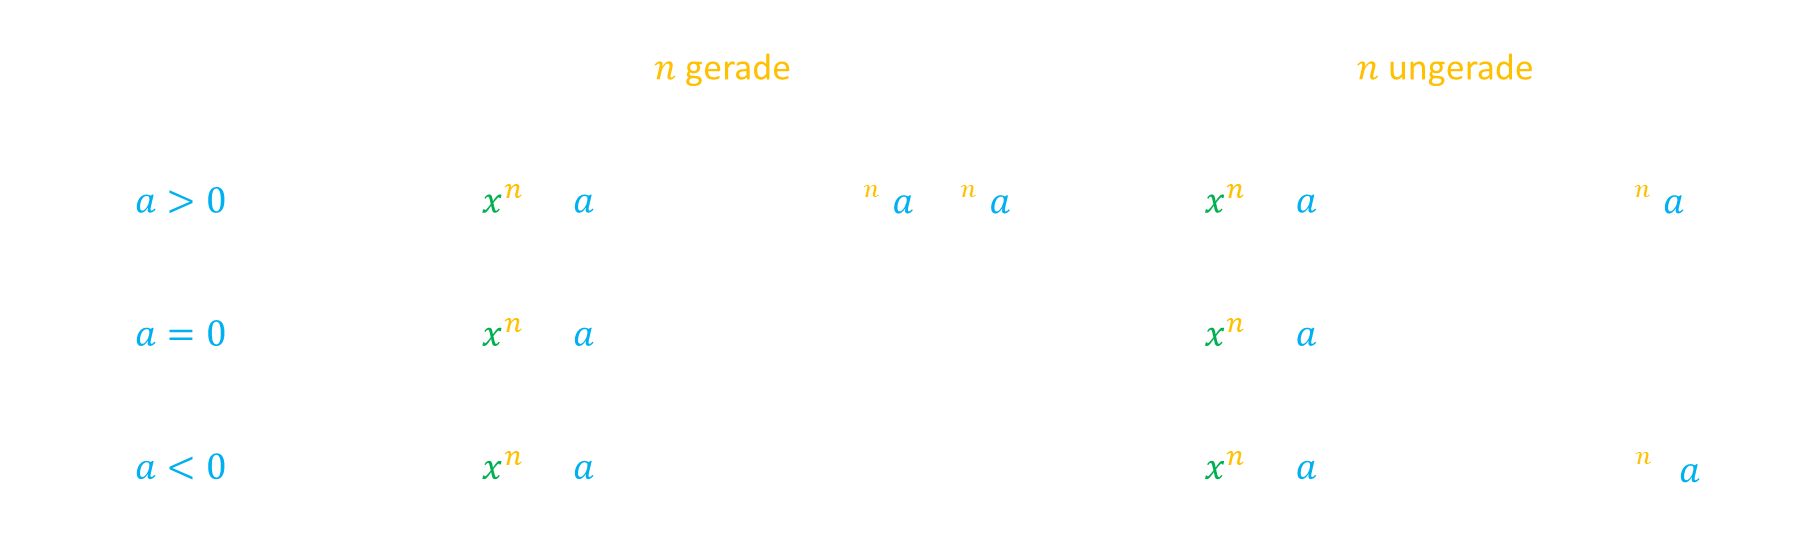 n gerade n ungerade
a > 0 xⁿ a n a n a xⁿ a n a
a = 0 xⁿ a xⁿ a
a < 0 xⁿ a xⁿ a n a